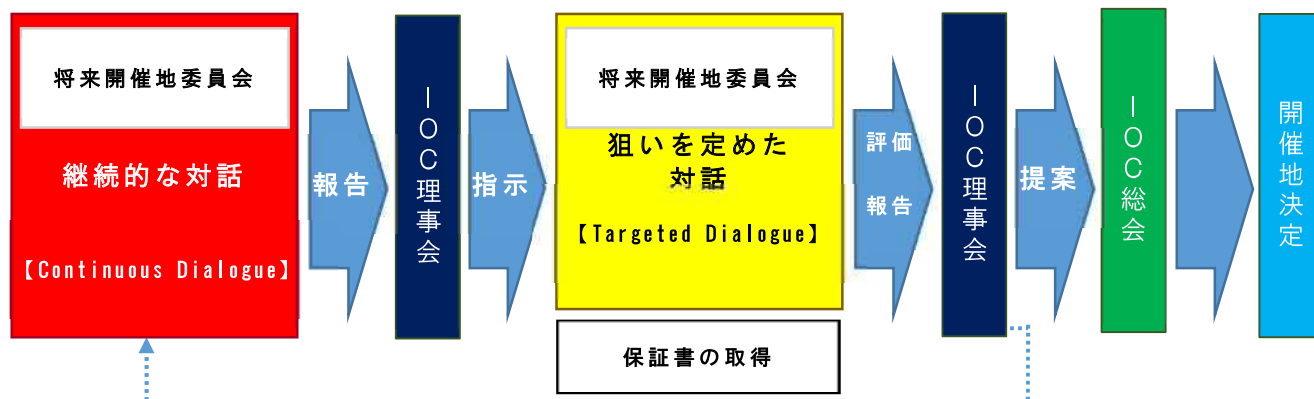 将来開催地委員会
継続的な対話
【Continuous Dialogue】
報告
IOC理事会
指示
将来開催地委員会
狙いを定めた
対話
【Targeted Dialogue】
保証書の取得
評価
報告
IOC理事会
提案
IOC総会
開催地決定